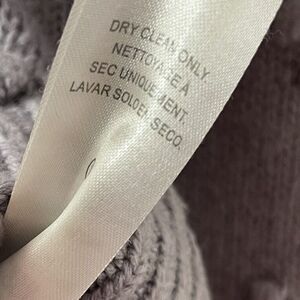 DRY CLEAN ONLY.
NETTOYAGE A
SEC UNIQUEMENT.
LAVAR SOLO EN SECO.